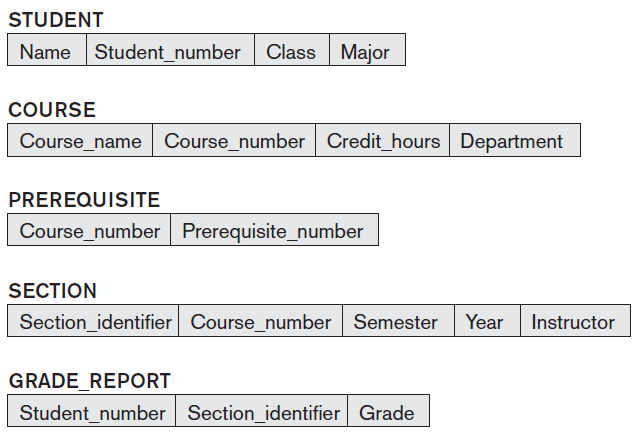 STUDENT
Name Student_number Class Major
COURSE
Course_name Course_number Credit_hours Department
PREREQUISITE
Course_number Prerequisite_number
SECTION
Section_identifier Course_number Semester Year Instructor
GRADE_REPORT
Student_number Section_identifier Grade